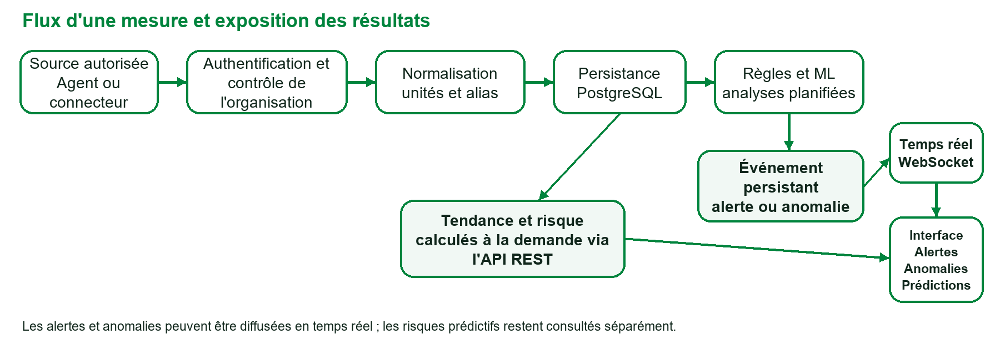 Flux d'une mesure et exposition des résultats
Source autorisée
Agent ou
connecteur
Authentification et
contrôle de
l'organisation
Normalisation
unités et alias
Persistance
PostgreSQL
Règles et ML
analyses planifiées
Événement
persistant
alerte ou anomalie
Temps réel
WebSocket
Tendance et risque
calculés à la demande via
l'API REST
Interface
Alertes
Anomalies
Prédictions
Les alertes et anomalies peuvent être diffusées en temps réel ; les risques prédictifs restent consultés séparément.